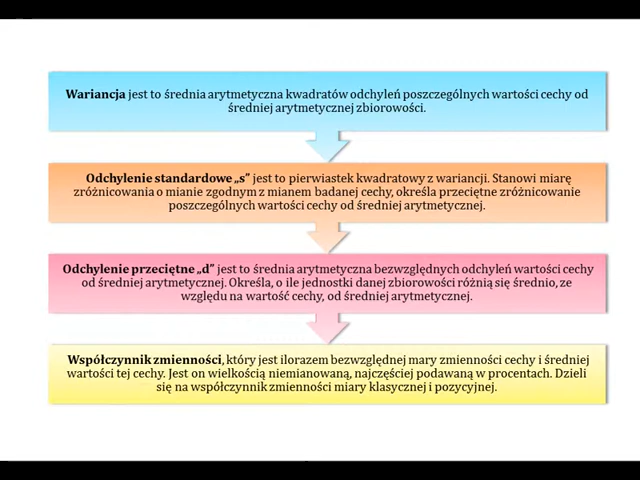 Wariancja jest to średnia arytmetyczna kwadratów odchyleń poszczególnych wartości cechy od
średniej arytmetycznej zbiorowości.
Odchylenie standardowe „s” jest to pierwiastek kwadratowy z wariancji. Stanowi miarę
zróżnicowania o mianie zgodnym z mianem badanej cechy, określa przeciętne zróżnicowanie
poszczególnych wartości cechy od średniej arytmetycznej.
Odchylenie przeciętne „d” jest to średnia arytmetyczna bezwzględnych odchyleń wartości cechy
od średniej arytmetycznej. Określa, o ile jednostki danej zbiorowości różnią się średnio, ze
względu na wartość cechy, od średniej arytmetycznej.
Współczynnik zmienności, który jest ilorazem bezwzględnej mary zmienności cechy i średniej
wartości tej cechy. Jest on wielkością niemianowaną, najczęściej podawaną w procentach. Dzieli
się na współczynnik zmienności miary klasycznej i pozycyjnej.